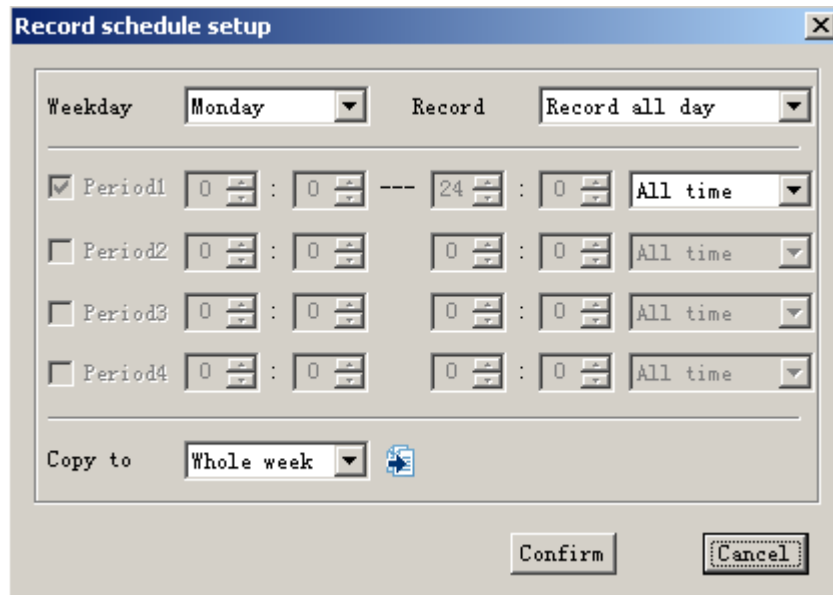 Record schedule setup
Weekday Monday Record Record all day
Period1 0 : 0 --- 24 : 0 All time
Period2 0 : 0 0 : 0 All time
Period3 0 : 0 0 : 0 All time
Period4 0 : 0 0 : 0 All time
Copy to Whole week
Confirm Cancel